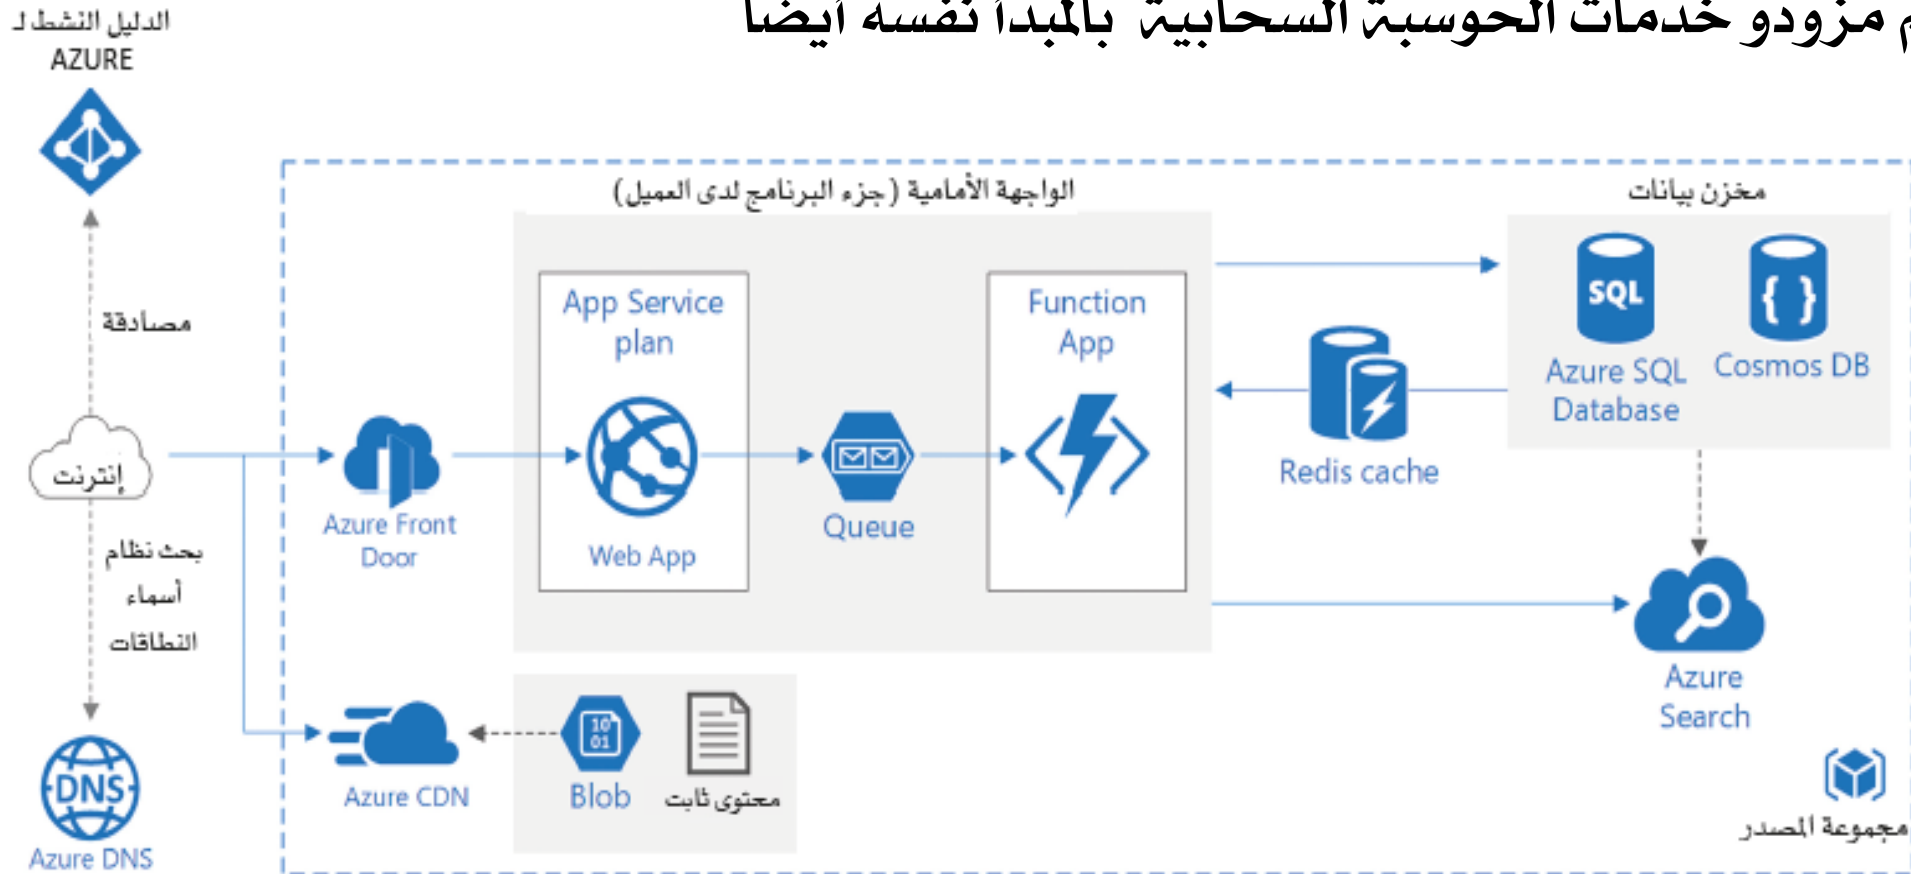 مزودو خدمات الحوسبة السحابية بالمبدأ نفسه أيضا
الدليل النشط لـ
AZURE
مصادقة
إنترنت
بحث نظام
أسماء
النطاقات
DNS
Azure DNS
الواجهة الأمامية (جزء البرنامج لدى العميل)
مخزن بيانات
App Service
plan
Web App
Azure Front
Door
Queue
Function
App
Redis cache
SQL
Azure SQL
Database
{ }
Cosmos DB
Azure
Search
Azure CDN
10
01
Blob
محتوى ثابت
مجموعة المصدر